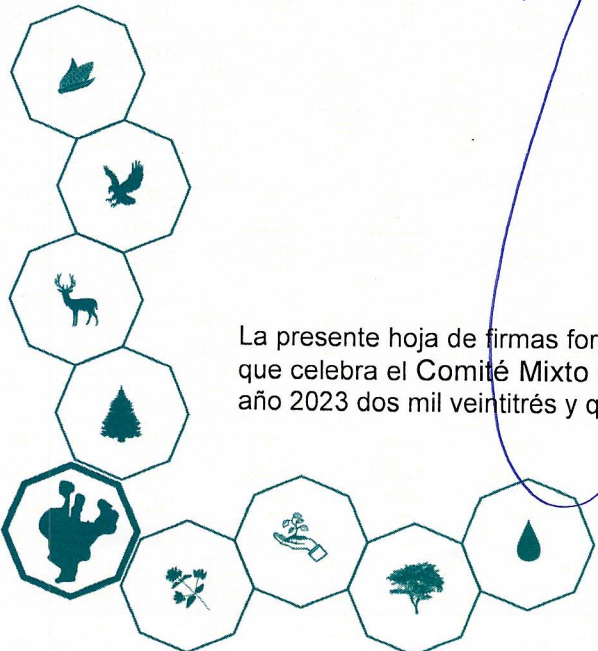 La presente hoja de firmas for
que celebra el Comité Mixto
año 2023 dos mil veintitrés y q